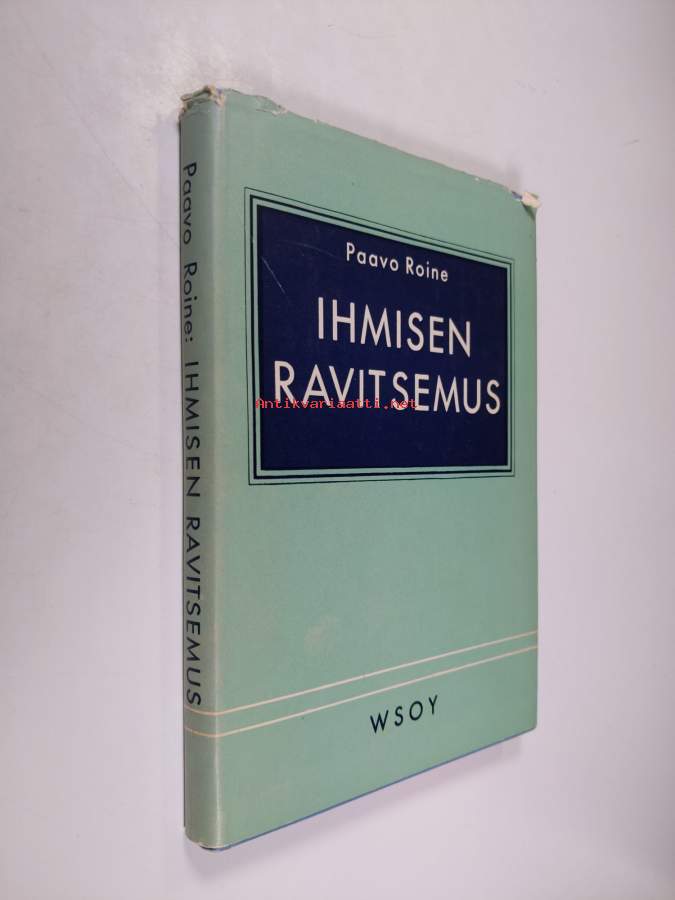 Paavo Roine: IHMISEN RAVITSEMUS
Paavo Roine
IHMISEN
RAVITSEMUS
Antikvariaatti.net
WSOY